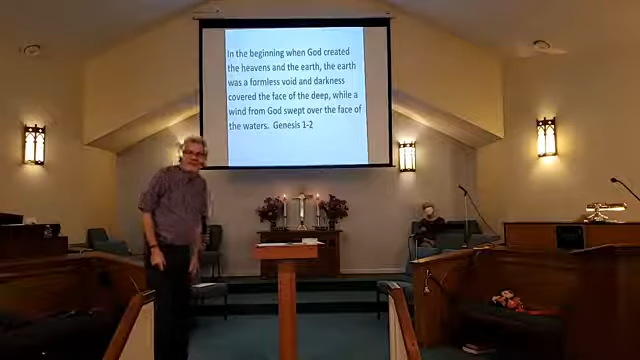 In the beginning when God created
the heavens and the earth, the earth
was a formless void and darkness
covered the face of the deep, while a
wind from God swept over the face of
the waters.  Genesis 1-2